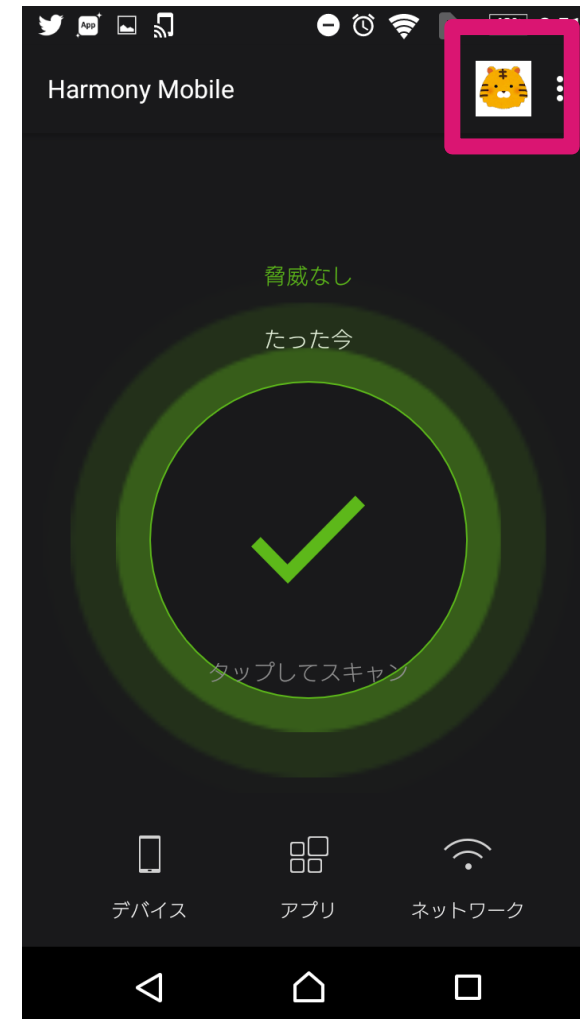 App
Harmony Mobile
脅威なし
たった今
タップしてスキャン
デバイス
アプリ
ネットワーク